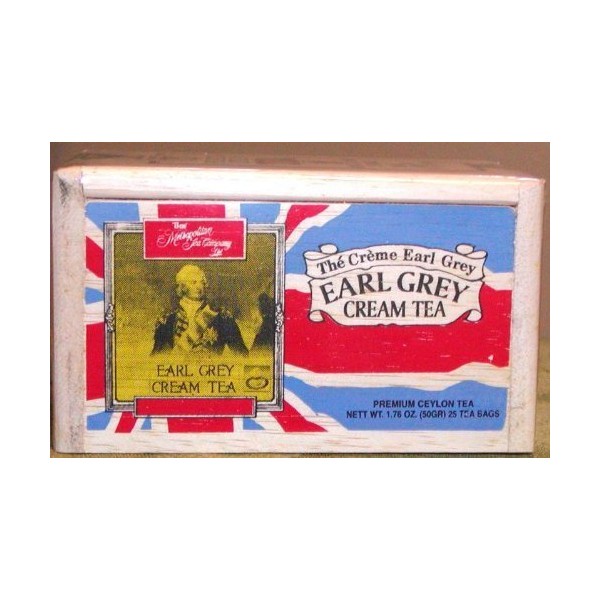 The
Metropolitan
Tea Company
Ltd
EARL GREY
CREAM TEA
Thé Crème Earl Grey
EARL GREY
CREAM TEA
PREMIUM CEYLON TEA
NETT WT. 1.76 OZ. (50GR) 25 TEA BAGS